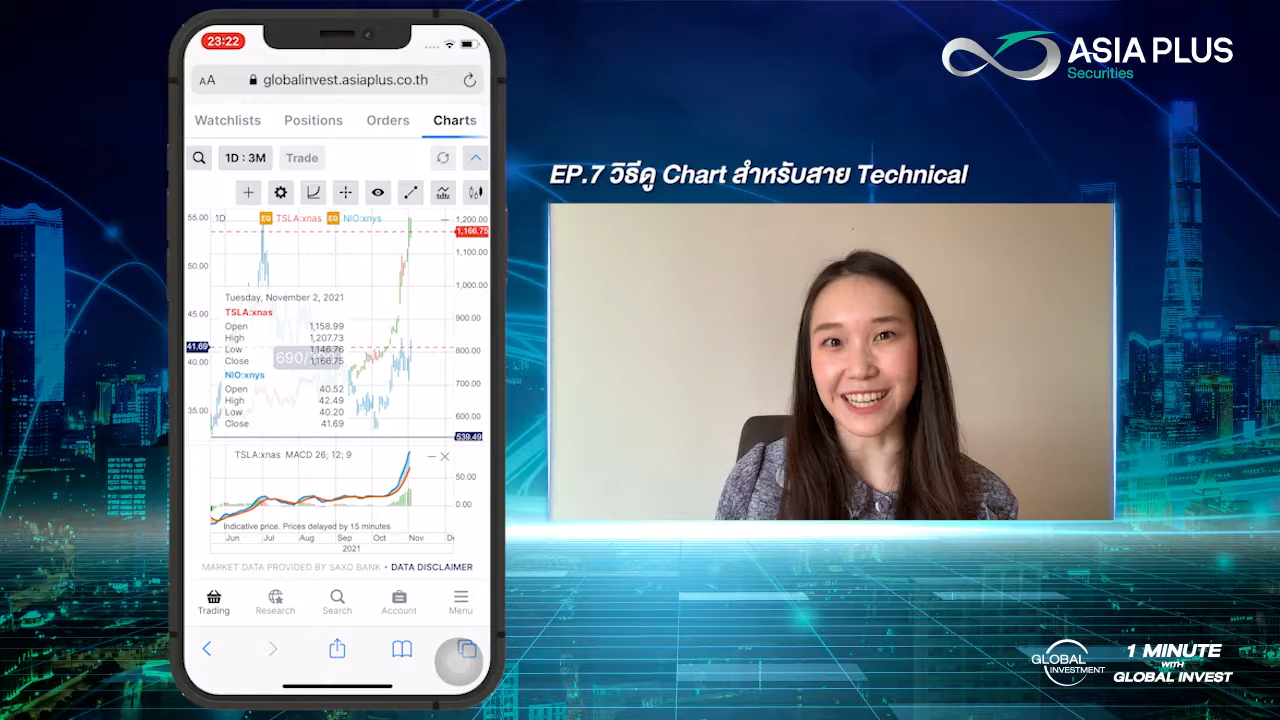 23:22
AA globalinvest.asiaplus.co.th
Watchlists Positions Orders Charts
1D : 3M Trade
55.00 1D EQ TSLA:xnas EQ NIO:xnys 1,200.00
1,166.75
1,100.00
50.00
1,000.00
Tuesday, November 2, 2021
TSLA:xnas
45.00 900.00
Open 1,158.99
High 1,207.73
41.69 Low 1,146.76
800.00
40.00 Close 1,166.75
690/
NIO:xnys
Open 40.52
700.00
High 42.49
35.00 Low 40.20
600.00
Close 41.69
539.49
TSLA:xnas MACD 26; 12; 9
50.00
0.00
Indicative price. Prices delayed by 15 minutes
Jun Jul Aug Sep Oct Nov De
2021
MARKET DATA PROVIDED BY SAXO BANK • DATA DISCLAIMER
Trading Research Search Account Menu
ASIA PLUS
Securities
EP.7 วิธีดู Chart สำหรับสาย Technical
GLOBAL
INVESTMENT
1 MINUTE
WITH
GLOBAL INVEST